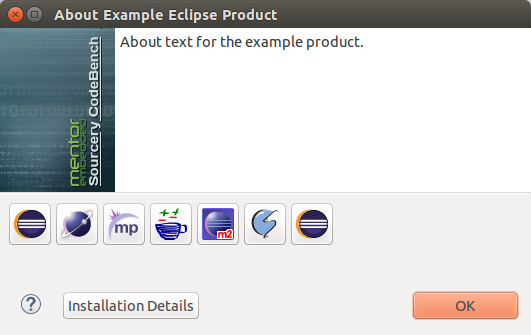 About Example Eclipse Product
About text for the example product.
mentor
embedded
Sourcery CodeBench
mp
m2
?
Installation Details
OK